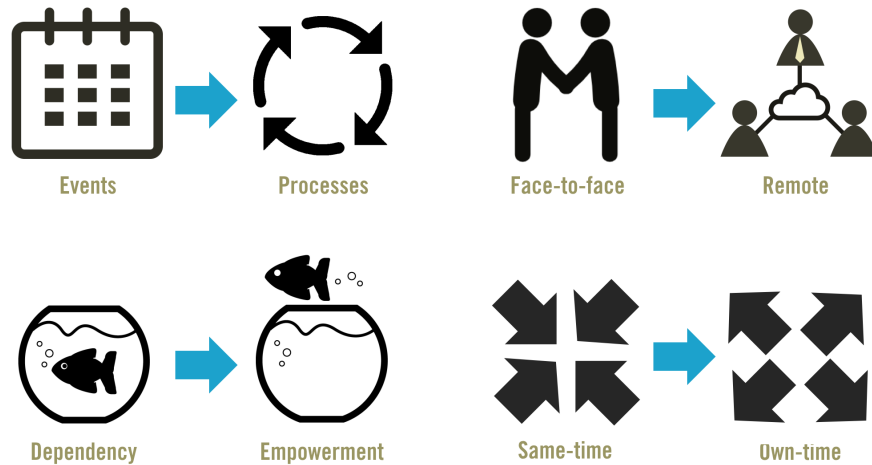 Events
Processes
Face-to-face
Remote
Dependency
Empowerment
Same-time
Own-time